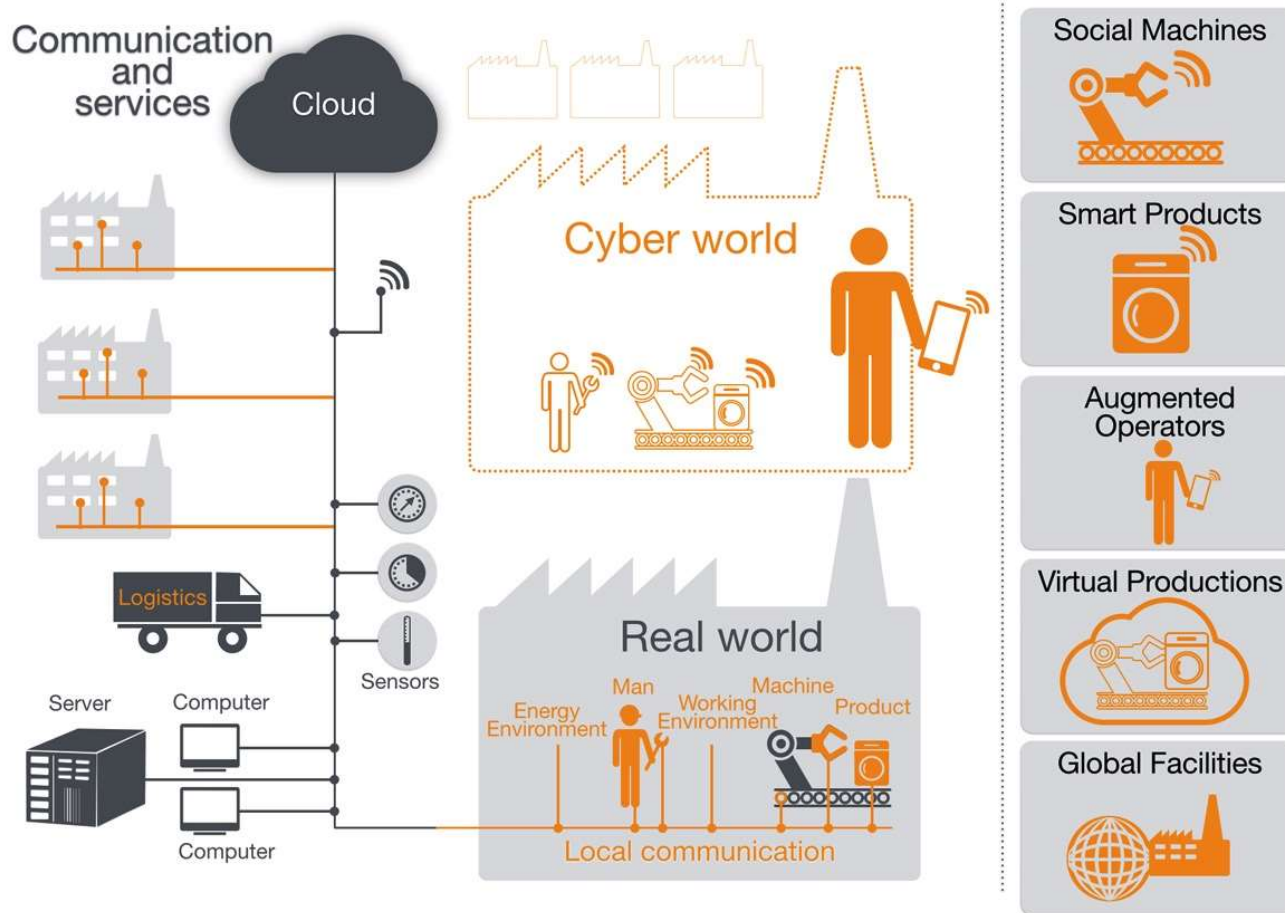 Communication
and
services
Cloud
Logistics
Sensors
Server
Computer
Computer
Cyber world
Real world
Energy
Environment
Man
Working
Environment
Machine
Product
Local communication
Social Machines
Smart Products
Augmented
Operators
Virtual Productions
Global Facilities